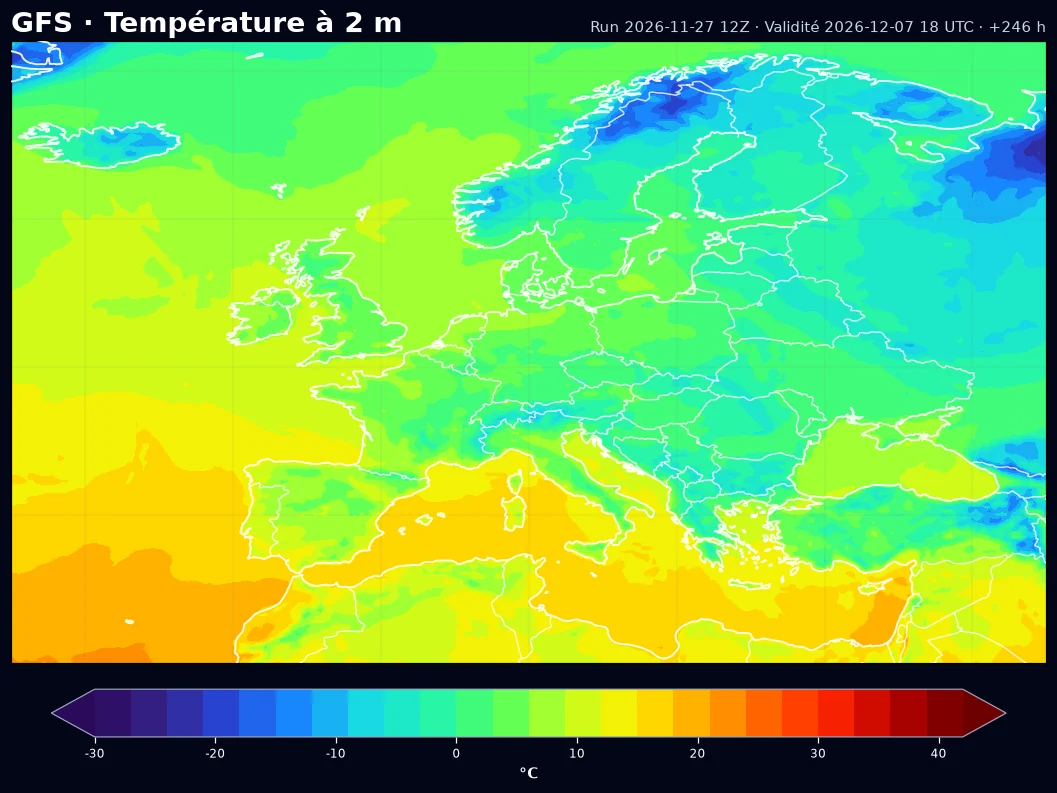 GFS · Température à 2 m
Run 2026-11-27 12Z · Validité 2026-12-07 18 UTC · +246 h
-30 -20 -10 0 10 20 30 40
°C